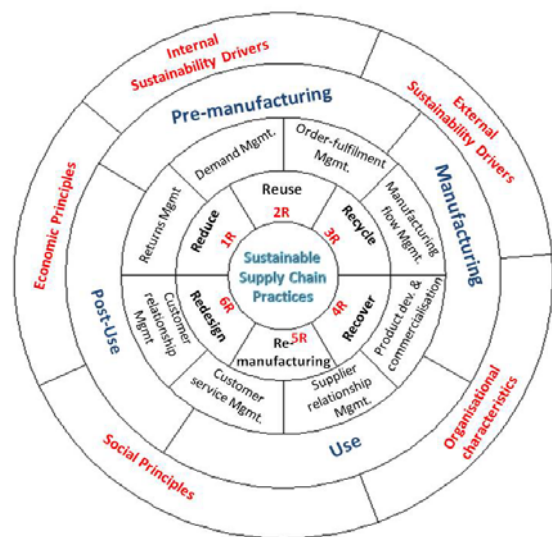 Internal
Sustainability Drivers
External
Sustainability Drivers
Organisational
characteristics
Social Principles
Economic Principles
Pre-manufacturing
Manufacturing
Use
Post-Use
Demand Mgmt.
Order-fulfilment
Mgmt.
Manufacturing
flow Mgmt.
Product dev. &
commercialisation
Supplier
relationship
Mgmt.
Customer
service Mgmt.
Customer
relationship
Mgmt
Returns Mgmt
Reduce
1R
Reuse
2R
Recycle
3R
Recover
4R
5R
Re-
manufacturing
Redesign
6R
Sustainable
Supply Chain
Practices